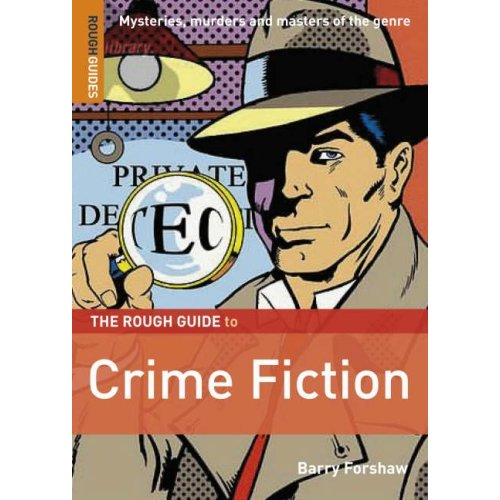 Mysteries, murders and masters of the genre
ROUGH GUIDES
library
PRIVATE
DETECT
THE ROUGH GUIDE to
Crime Fiction
Barry Forshaw